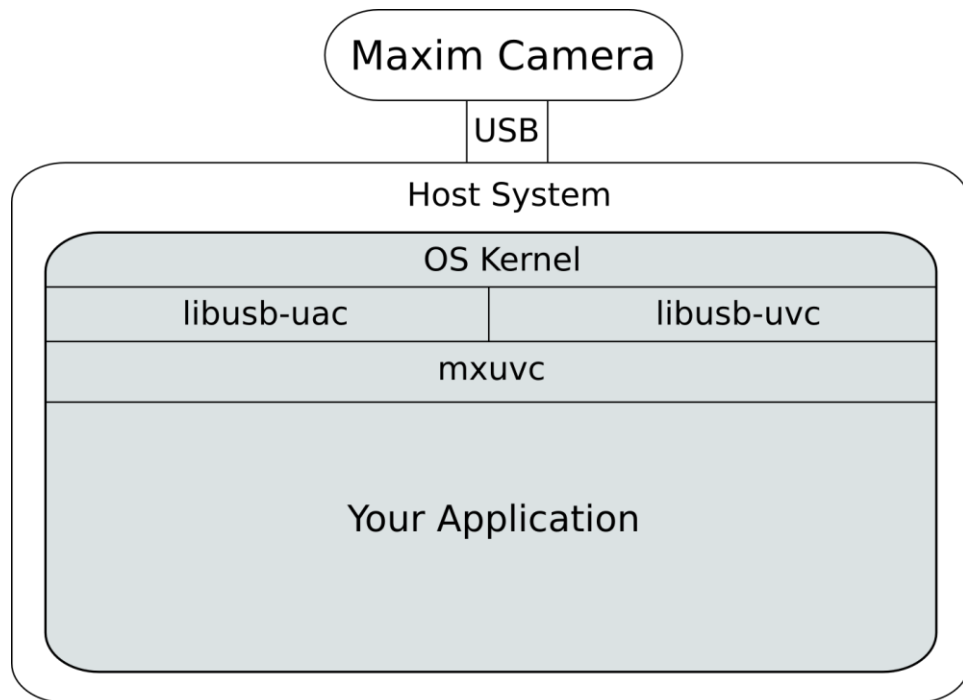 Maxim Camera
USB
Host System
OS Kernel
libusb-uac
libusb-uvc
mxuvc
Your Application